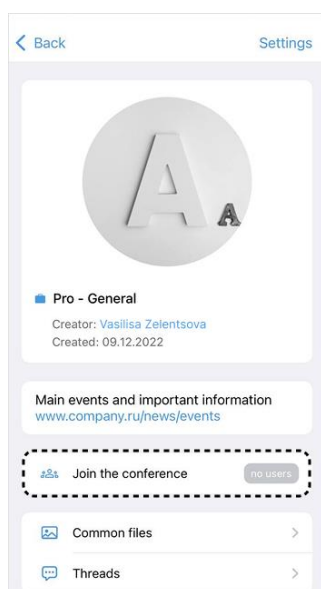 Back
Settings
A
A
Pro - General
Creator: Vasilisa Zelentsova
Created: 09.12.2022
Main events and important information
www.company.ru/news/events
Join the conference
no users
Common files
Threads